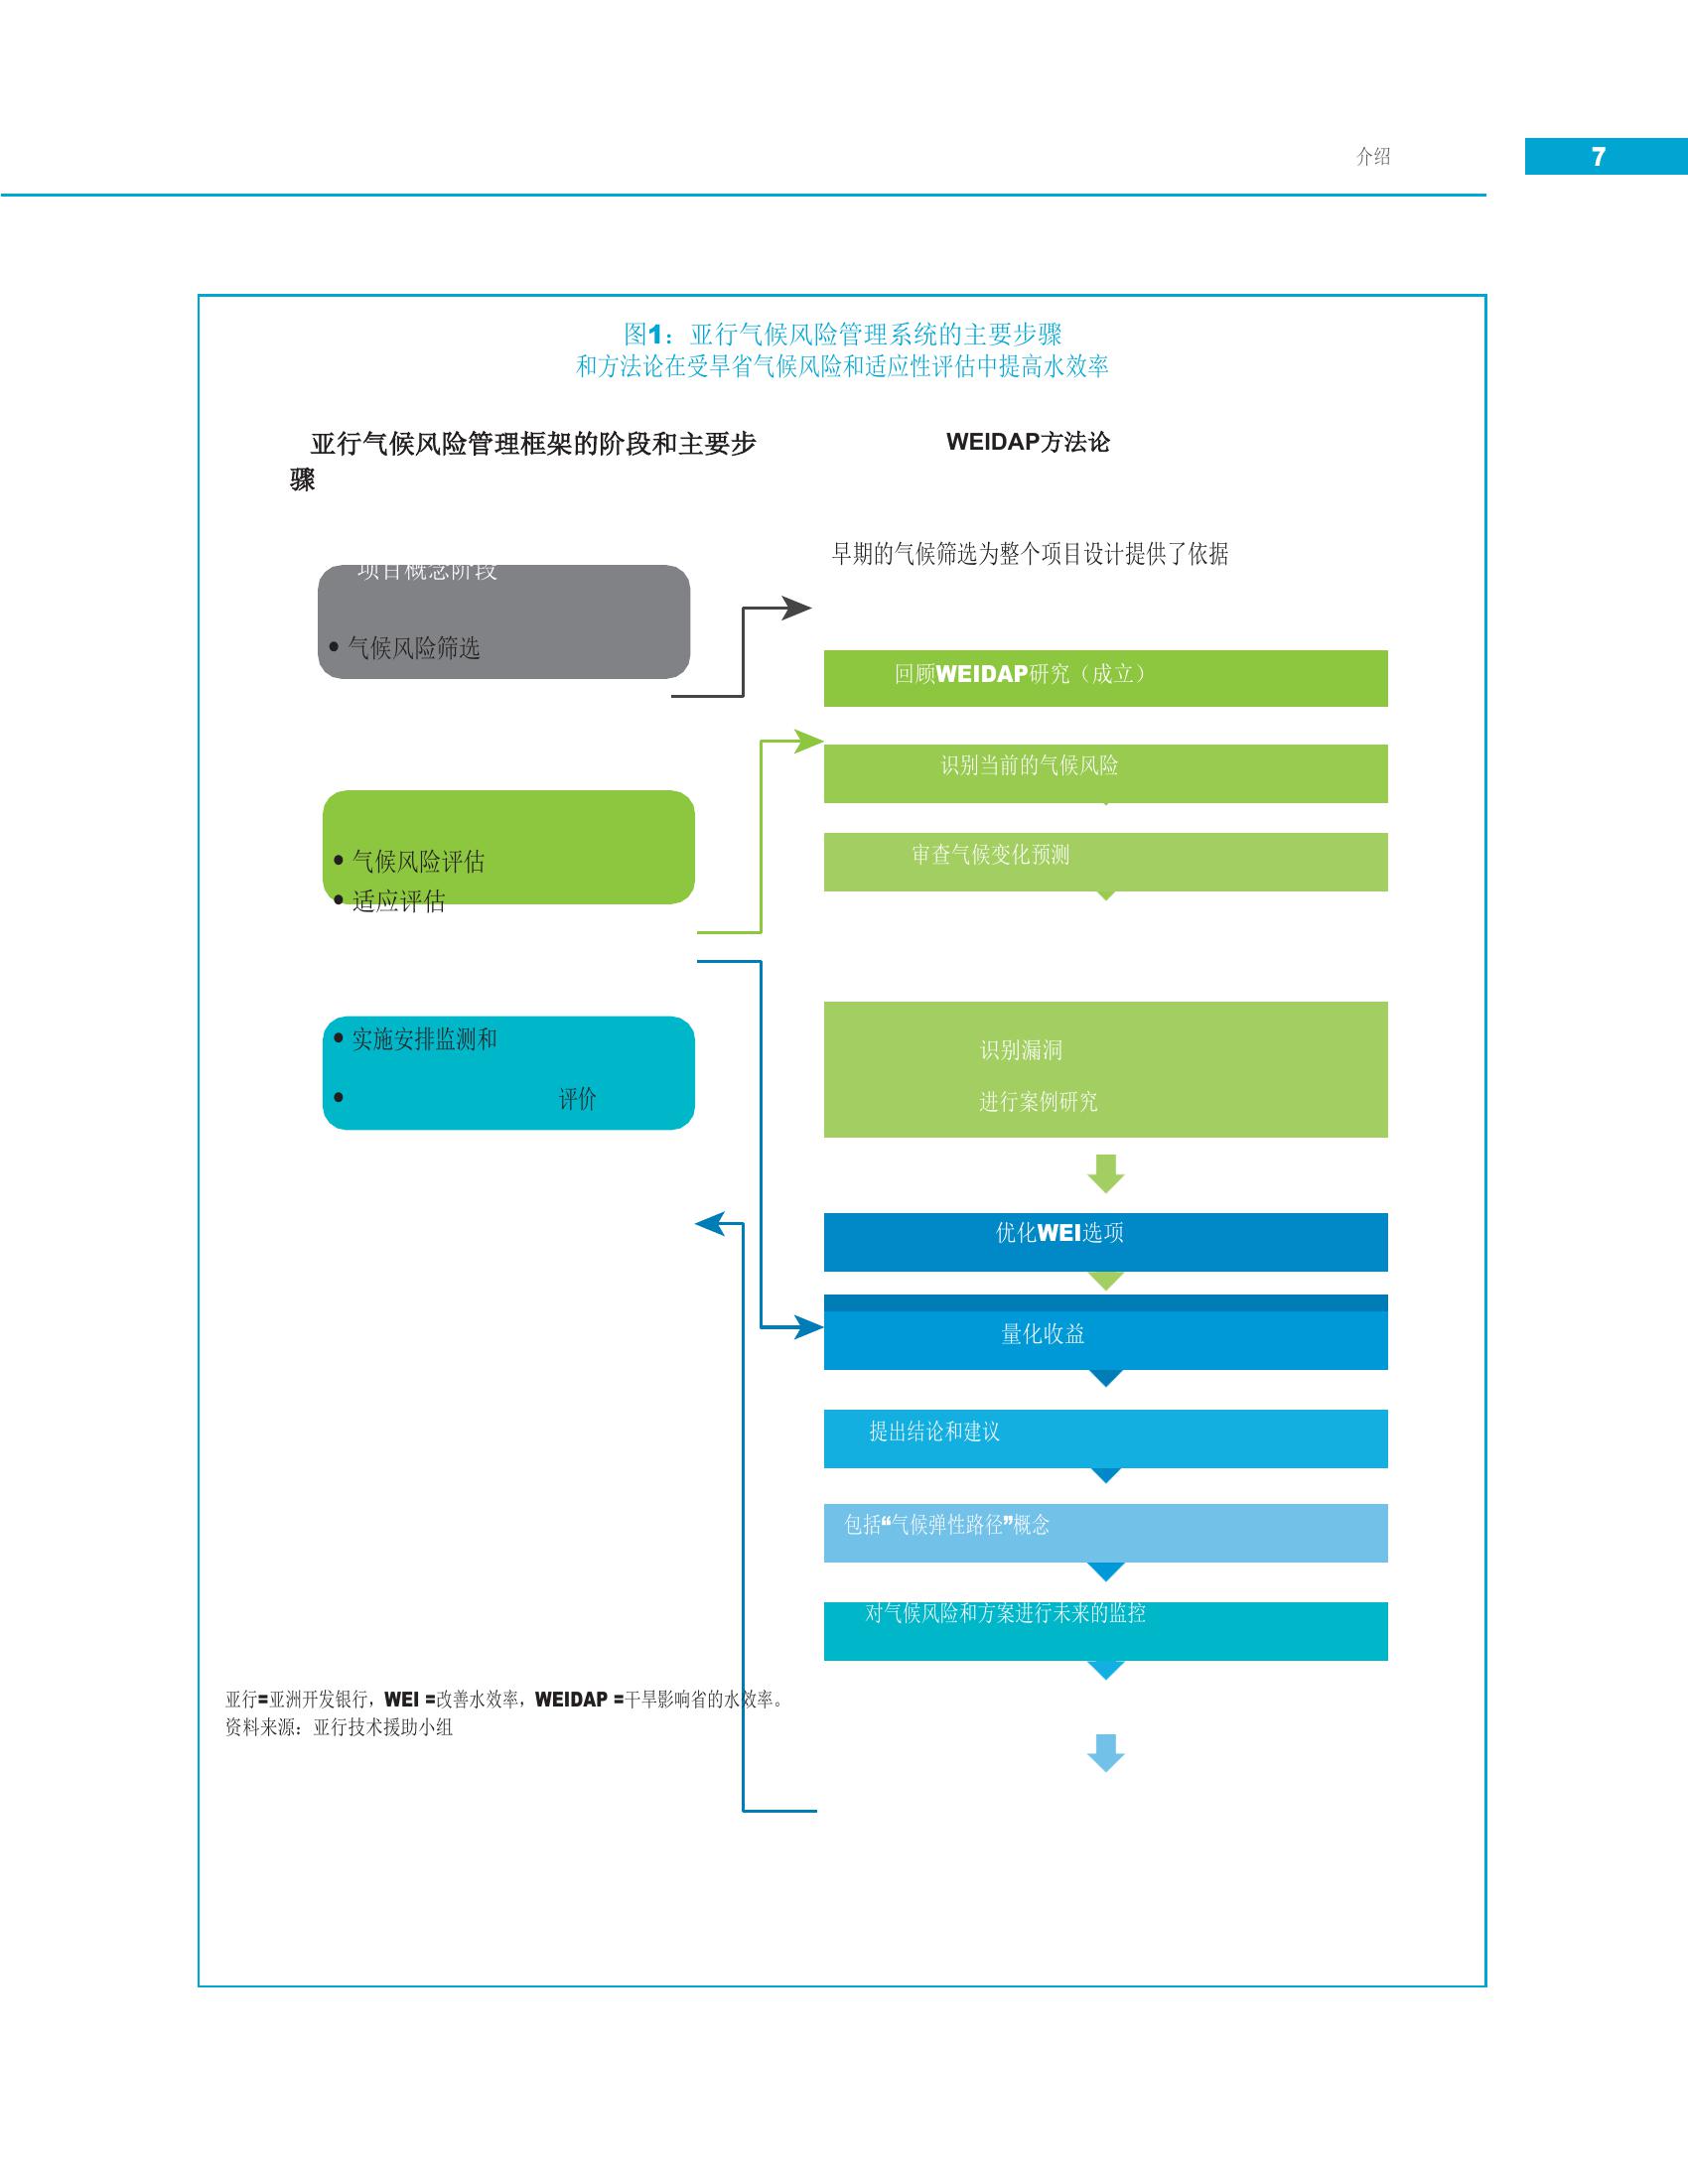 介绍
7
图1：亚行气候风险管理系统的主要步骤
和方法论在受旱省气候风险和适应性评估中提高水效率
亚行气候风险管理框架的阶段和主要步
骤
WEIDAP方法论
早期的气候筛选为整个项目设计提供了依据
项目概念阶段
• 气候风险筛选
回顾WEIDAP研究（成立）
识别当前的气候风险
审查气候变化预测
• 气候风险评估
• 适应评估
• 实施安排监测和
• 评价
识别漏洞
进行案例研究
优化WEI选项
量化收益
提出结论和建议
包括“气候弹性路径”概念
对气候风险和方案进行未来的监控
亚行=亚洲开发银行，WEI =改善水效率，WEIDAP =干旱影响省的水效率。
资料来源：亚行技术援助小组